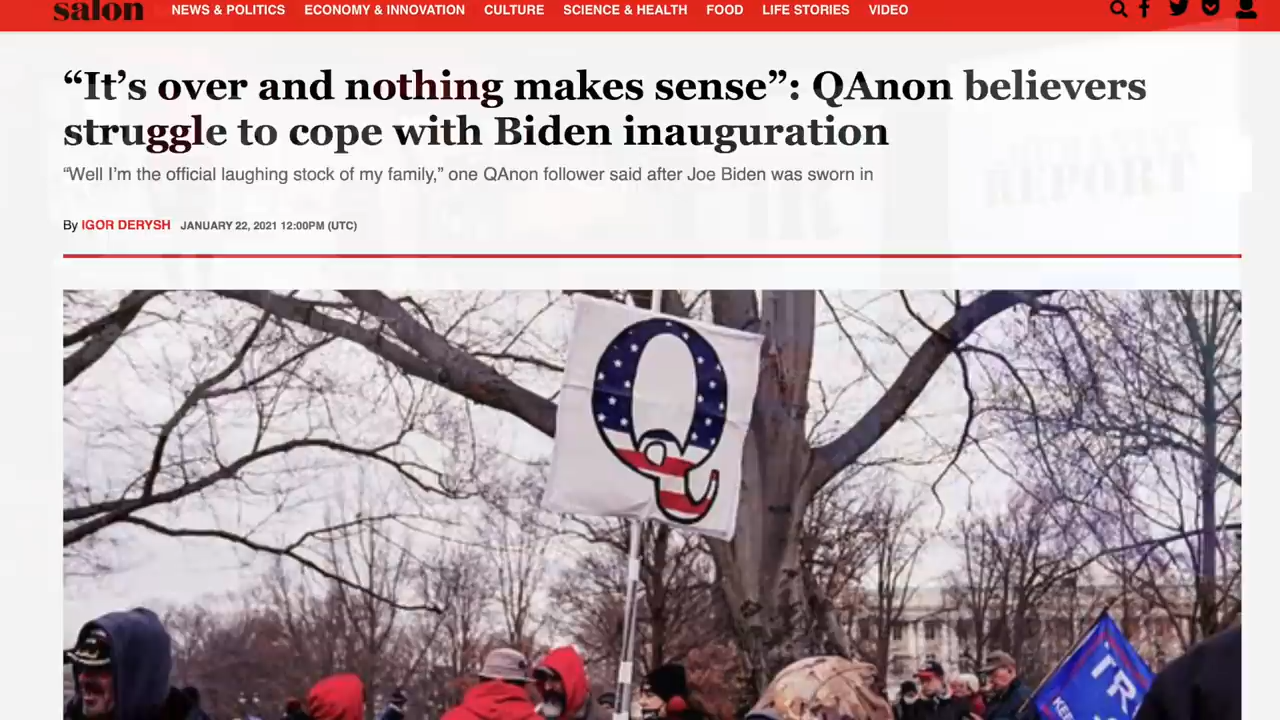 salon NEWS & POLITICS ECONOMY & INNOVATION CULTURE SCIENCE & HEALTH FOOD LIFE STORIES VIDEO
“It’s over and nothing makes sense”: QAnon believers
struggle to cope with Biden inauguration
“Well I’m the official laughing stock of my family,” one QAnon follower said after Joe Biden was sworn in
By IGOR DERYSH JANUARY 22, 2021 12:00PM (UTC)
REPORT
Q
TR